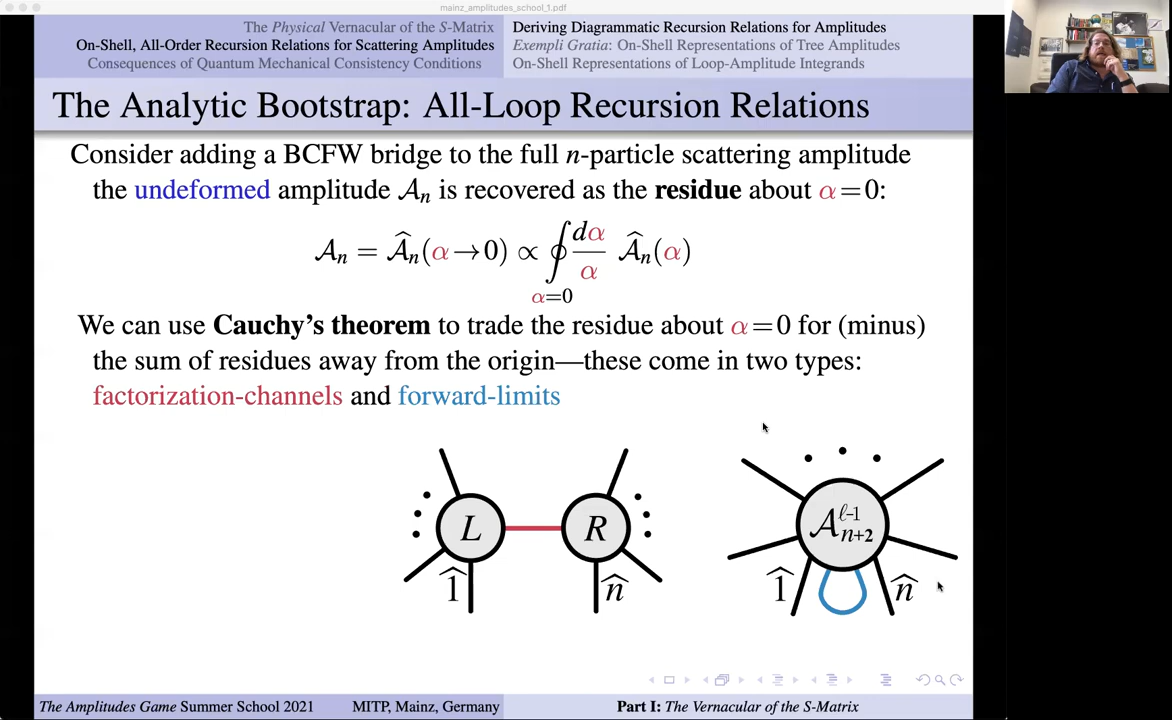 mainz_amplitudes_school_1.pdf
The Physical Vernacular of the S-Matrix
On-Shell, All-Order Recursion Relations for Scattering Amplitudes
Consequences of Quantum Mechanical Consistency Conditions
Deriving Diagrammatic Recursion Relations for Amplitudes
Exempli Gratia: On-Shell Representations of Tree Amplitudes
On-Shell Representations of Loop-Amplitude Integrands
The Analytic Bootstrap: All-Loop Recursion Relations
Consider adding a BCFW bridge to the full n-particle scattering amplitude
the undeformed amplitude 𝒜ₙ is recovered as the residue about α=0:
𝒜ₙ = 𝒜̂ₙ(α→0) ∝ ∮_{α=0} dα/α 𝒜̂ₙ(α)
We can use Cauchy's theorem to trade the residue about α=0 for (minus)
the sum of residues away from the origin—these come in two types:
factorization-channels and forward-limits
L R
1̂ n̂
𝒜^{ℓ-1}_{n+2}
1̂ n̂
The Amplitudes Game Summer School 2021 MITP, Mainz, Germany Part I: The Vernacular of the S-Matrix